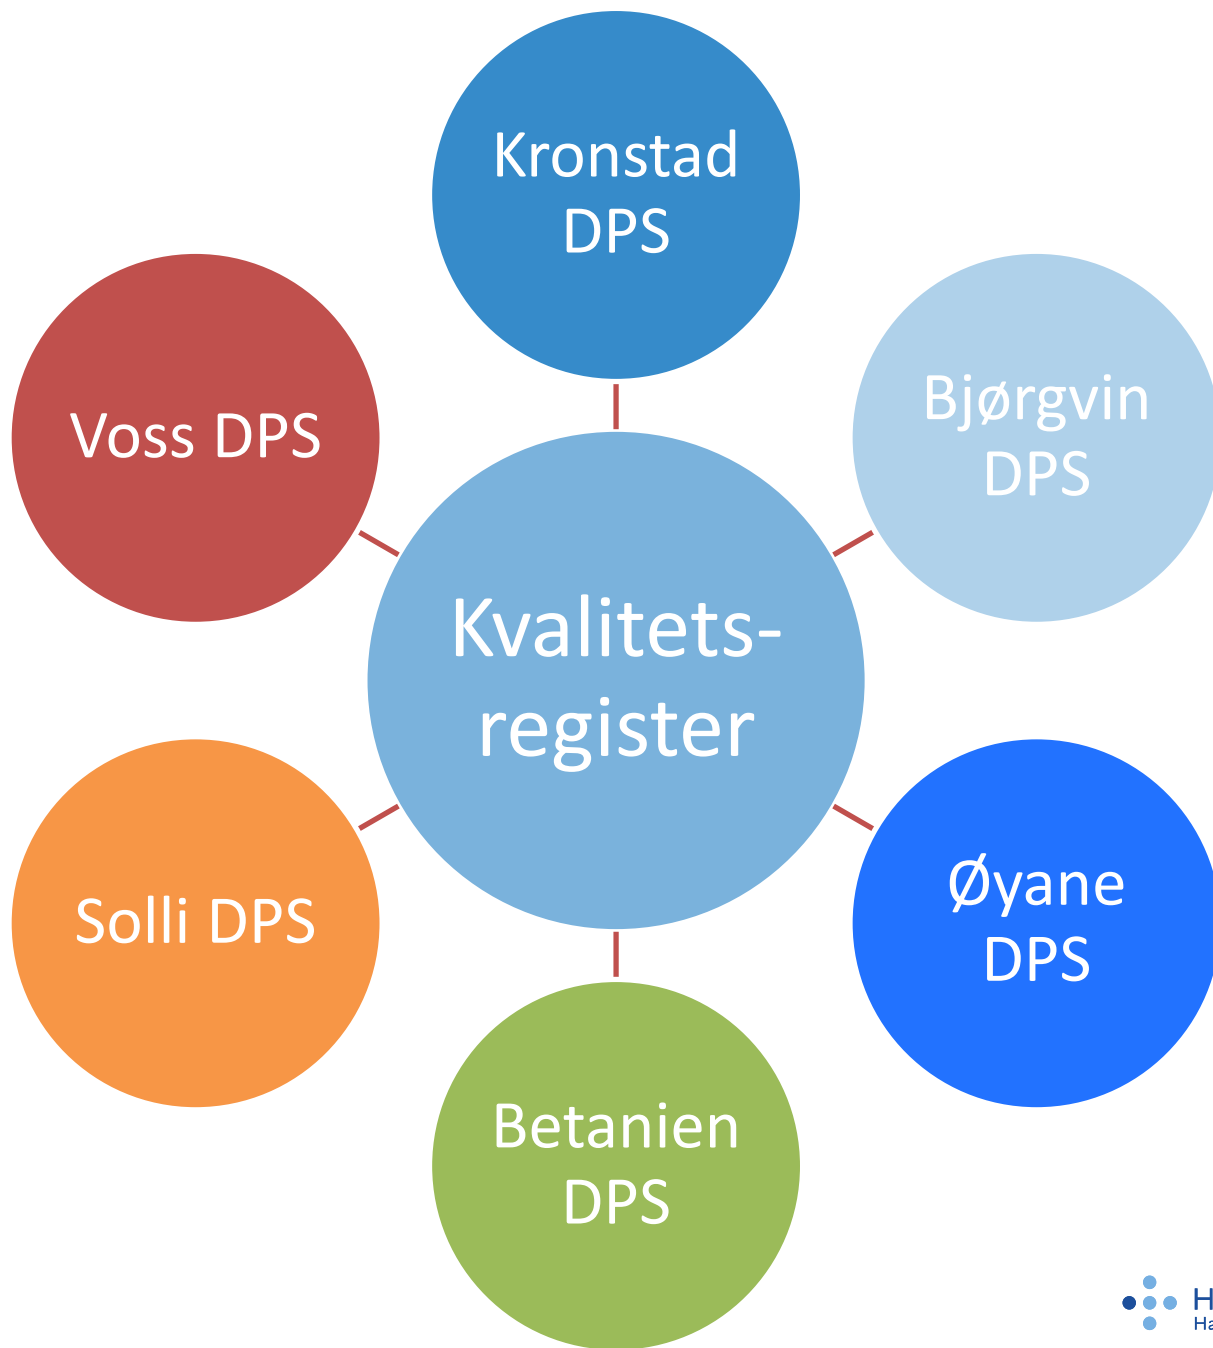 Kronstad
DPS
Bjørgvin
DPS
Voss DPS
Kvalitets-
register
Øyane
DPS
Solli DPS
Betanien
DPS